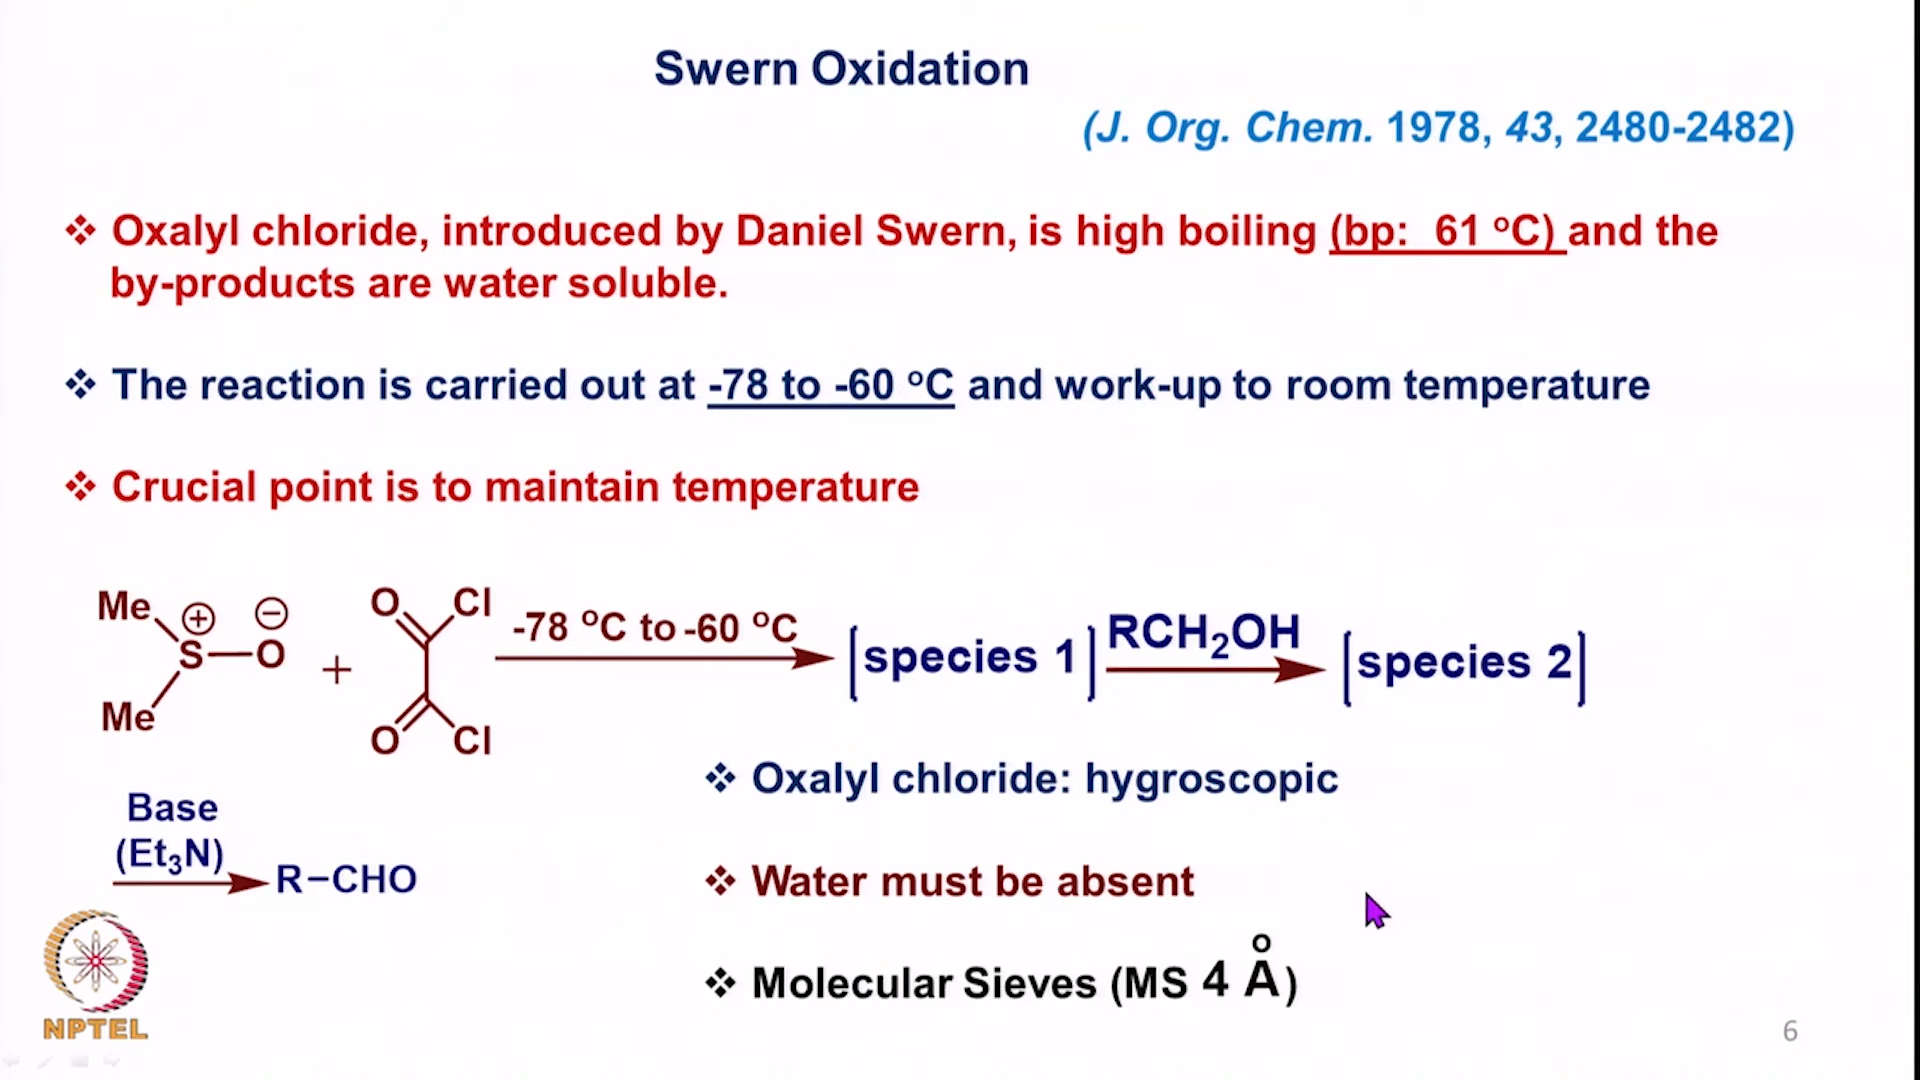 Swern Oxidation
(J. Org. Chem. 1978, 43, 2480-2482)
❖ Oxalyl chloride, introduced by Daniel Swern, is high boiling (bp: 61 °C) and the
by-products are water soluble.
❖ The reaction is carried out at -78 to -60 °C and work-up to room temperature
❖ Crucial point is to maintain temperature
Me
⊕ ⊖
S—O
Me
+
O Cl
O Cl
-78 °C to -60 °C
[species 1]
RCH₂OH
[species 2]
Base
(Et₃N)
R–CHO
❖ Oxalyl chloride: hygroscopic
❖ Water must be absent
❖ Molecular Sieves (MS 4 Å)
NPTEL
6